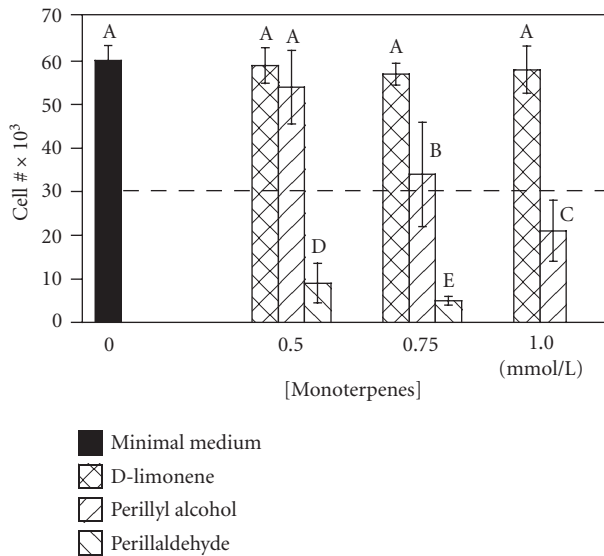 A A A A A
60
50
B
40
Cell # × 10³
30
C
20
D
10
E
0
0 0.5 0.75 1.0
(mmol/L)
[Monoterpenes]
Minimal medium
D-limonene
Perillyl alcohol
Perillaldehyde